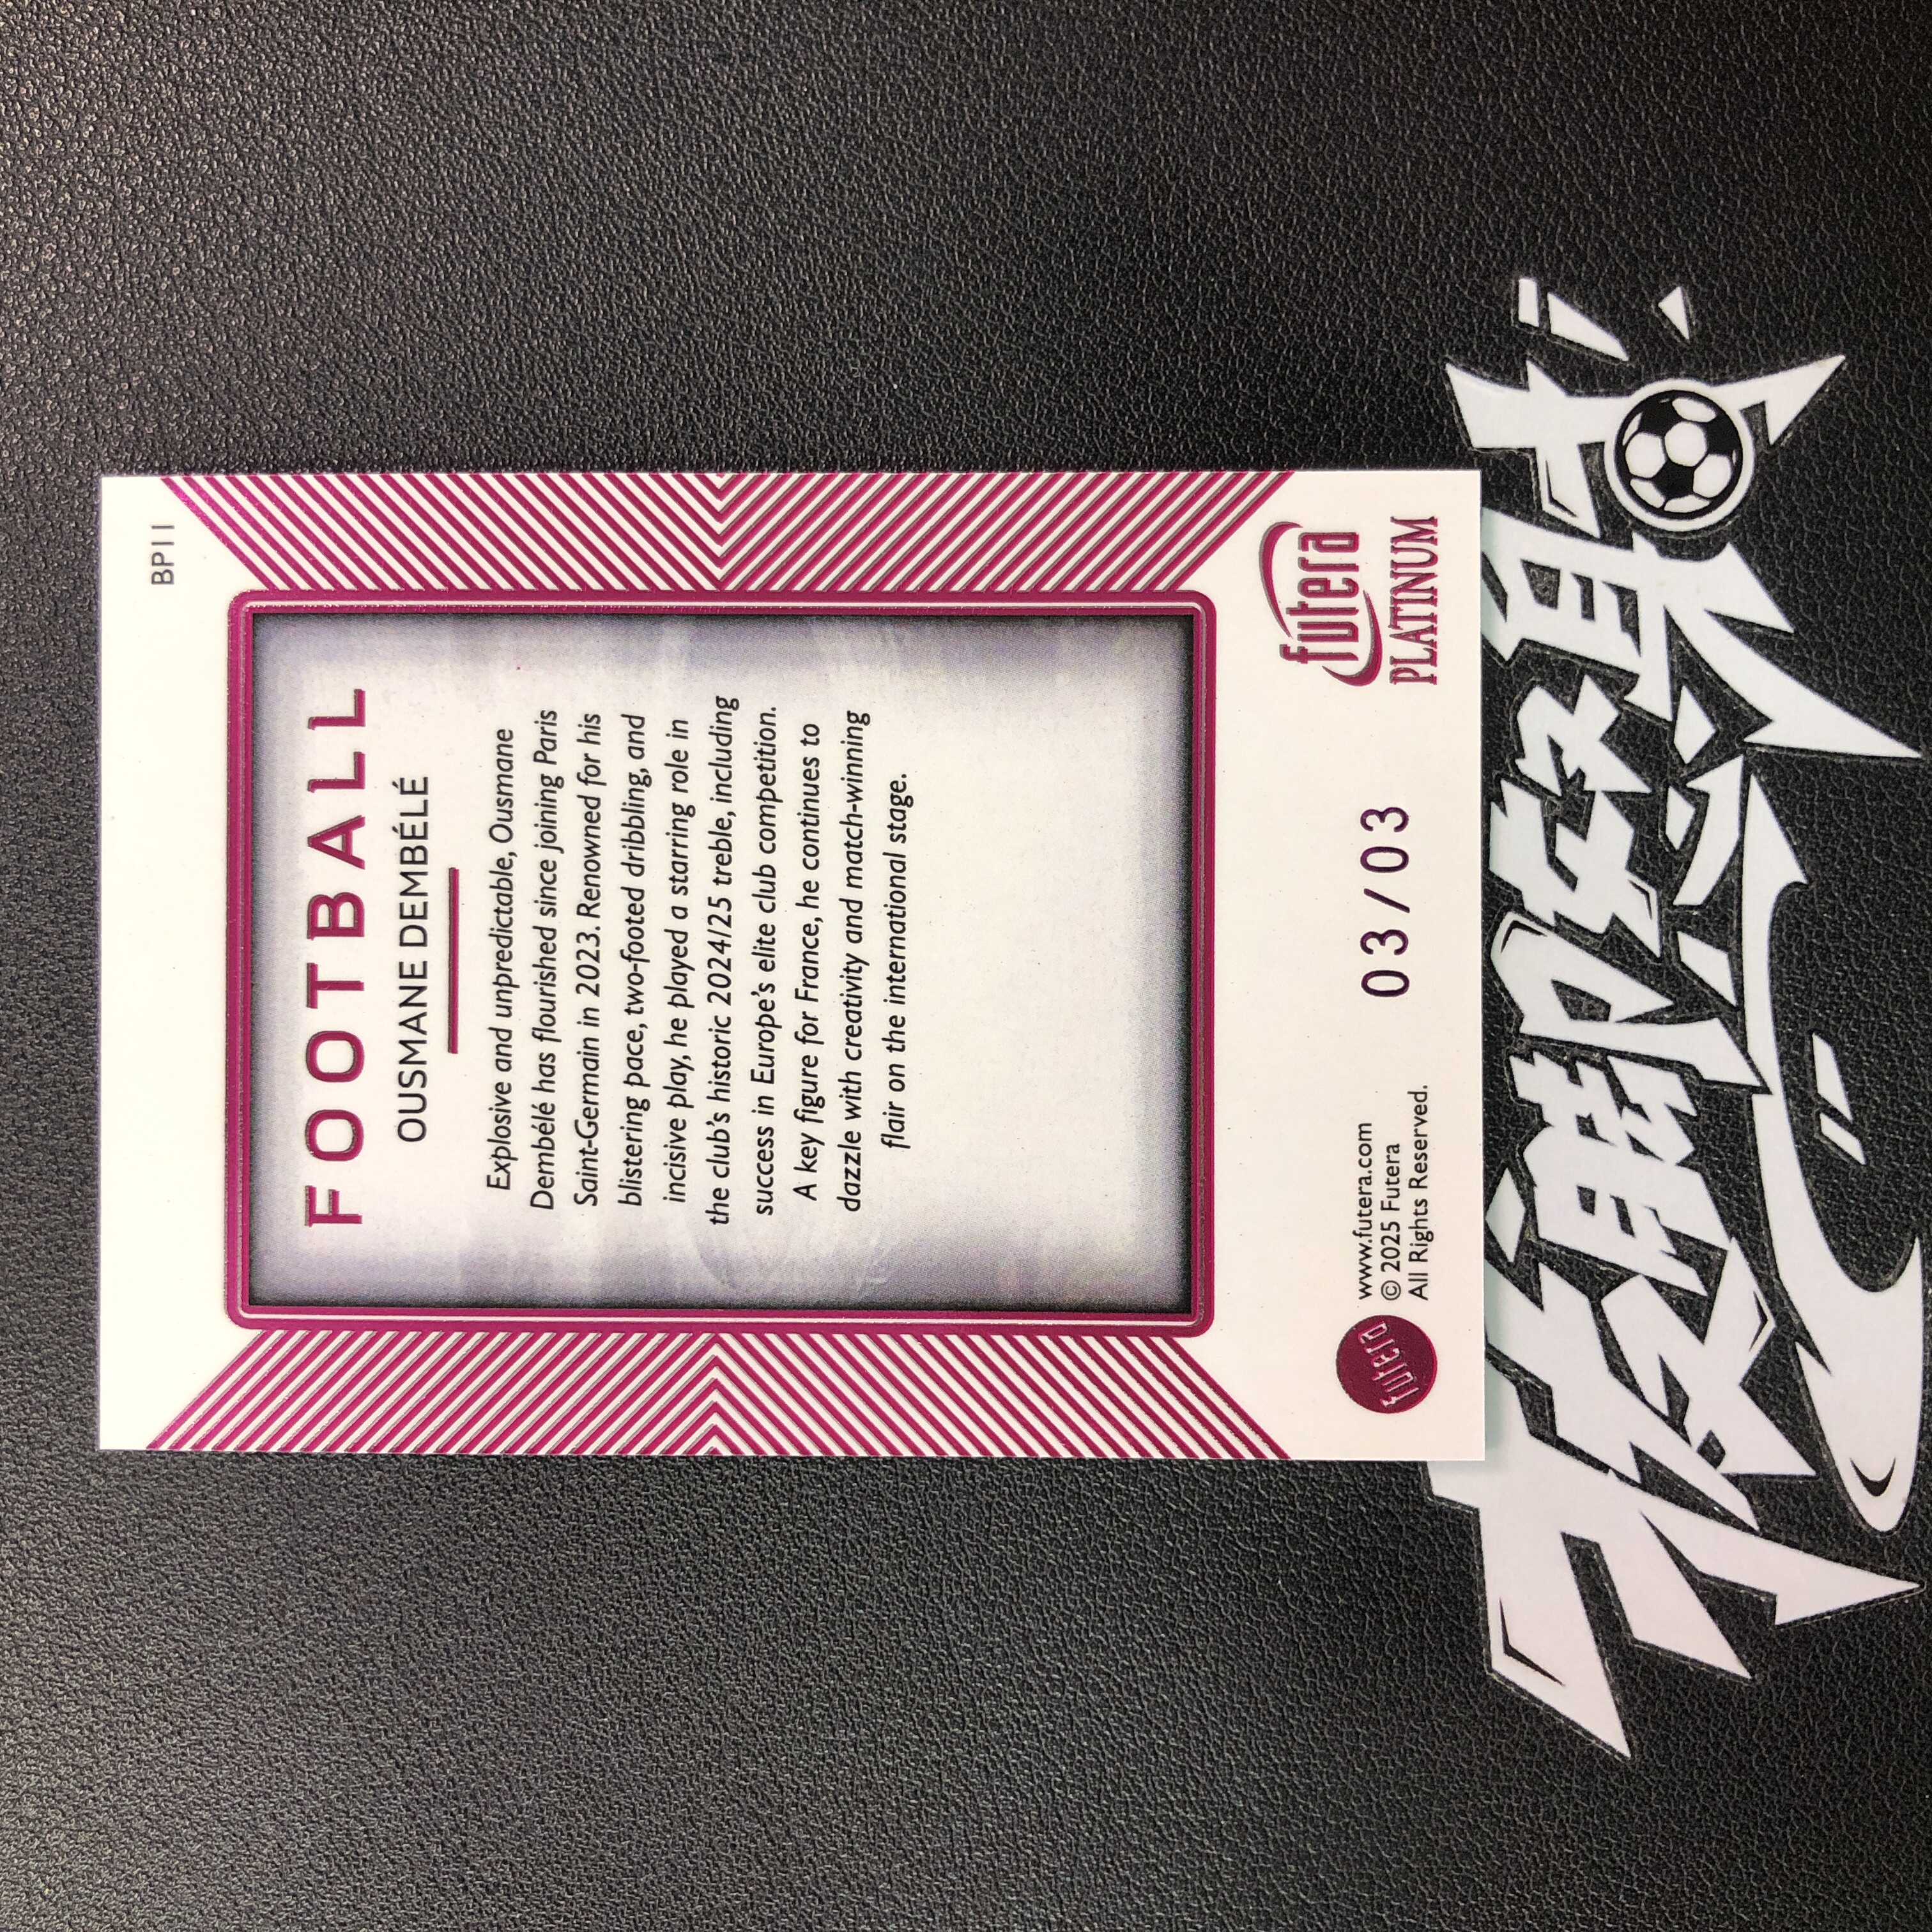 BP11
FOOTBALL
OUSMANE DEMBÉLÉ
Explosive and unpredictable, Ousmane
Dembélé has flourished since joining Paris
Saint-Germain in 2023. Renowned for his
blistering pace, two-footed dribbling, and
incisive play, he played a starring role in
the club's historic 2024/25 treble, including
success in Europe's elite club competition.
A key figure for France, he continues to
dazzle with creativity and match-winning
flair on the international stage.
futera
www.futera.com
© 2025 Futera
All Rights Reserved.
03/03
futera
PLATINUM